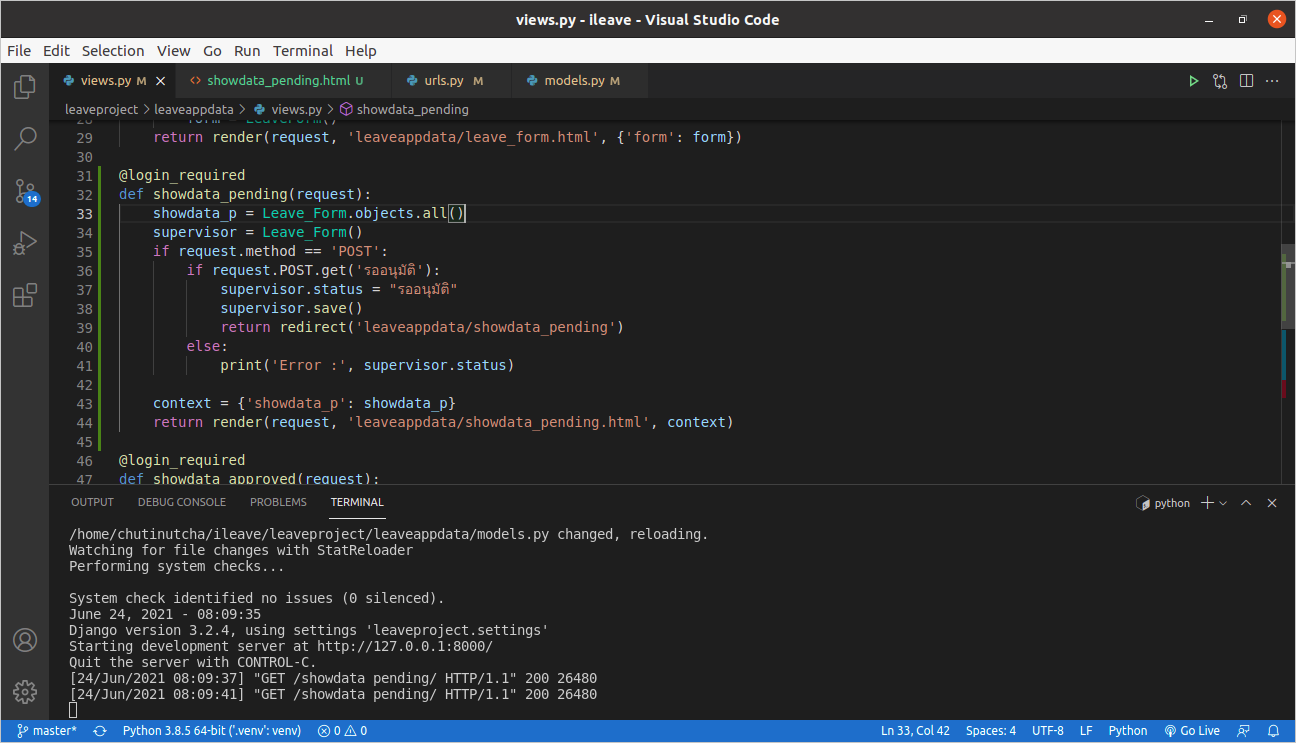 views.py - ileave - Visual Studio Code
File Edit Selection View Go Run Terminal Help
views.py M showdata_pending.html U urls.py M models.py M
leaveproject > leaveappdata > views.py > showdata_pending
28 form = LeaveForm()
29 return render(request, 'leaveappdata/leave_form.html', {'form': form})
30
31 @login_required
32 def showdata_pending(request):
33 showdata_p = Leave_Form.objects.all()
34 supervisor = Leave_Form()
35 if request.method == 'POST':
36 if request.POST.get('รออนุมัติ'):
37 supervisor.status = "รออนุมัติ"
38 supervisor.save()
39 return redirect('leaveappdata/showdata_pending')
40 else:
41 print('Error :', supervisor.status)
42
43 context = {'showdata_p': showdata_p}
44 return render(request, 'leaveappdata/showdata_pending.html', context)
45
46 @login_required
47 def showdata_approved(request):
14
OUTPUT DEBUG CONSOLE PROBLEMS TERMINAL python
/home/chutinutcha/ileave/leaveproject/leaveappdata/models.py changed, reloading.
Watching for file changes with StatReloader
Performing system checks...
System check identified no issues (0 silenced).
June 24, 2021 - 08:09:35
Django version 3.2.4, using settings 'leaveproject.settings'
Starting development server at http://127.0.0.1:8000/
Quit the server with CONTROL-C.
[24/Jun/2021 08:09:37] "GET /showdata pending/ HTTP/1.1" 200 26480
[24/Jun/2021 08:09:41] "GET /showdata pending/ HTTP/1.1" 200 26480
master* Python 3.8.5 64-bit ('.venv': venv) 0 0 Ln 33, Col 42 Spaces: 4 UTF-8 LF Python Go Live